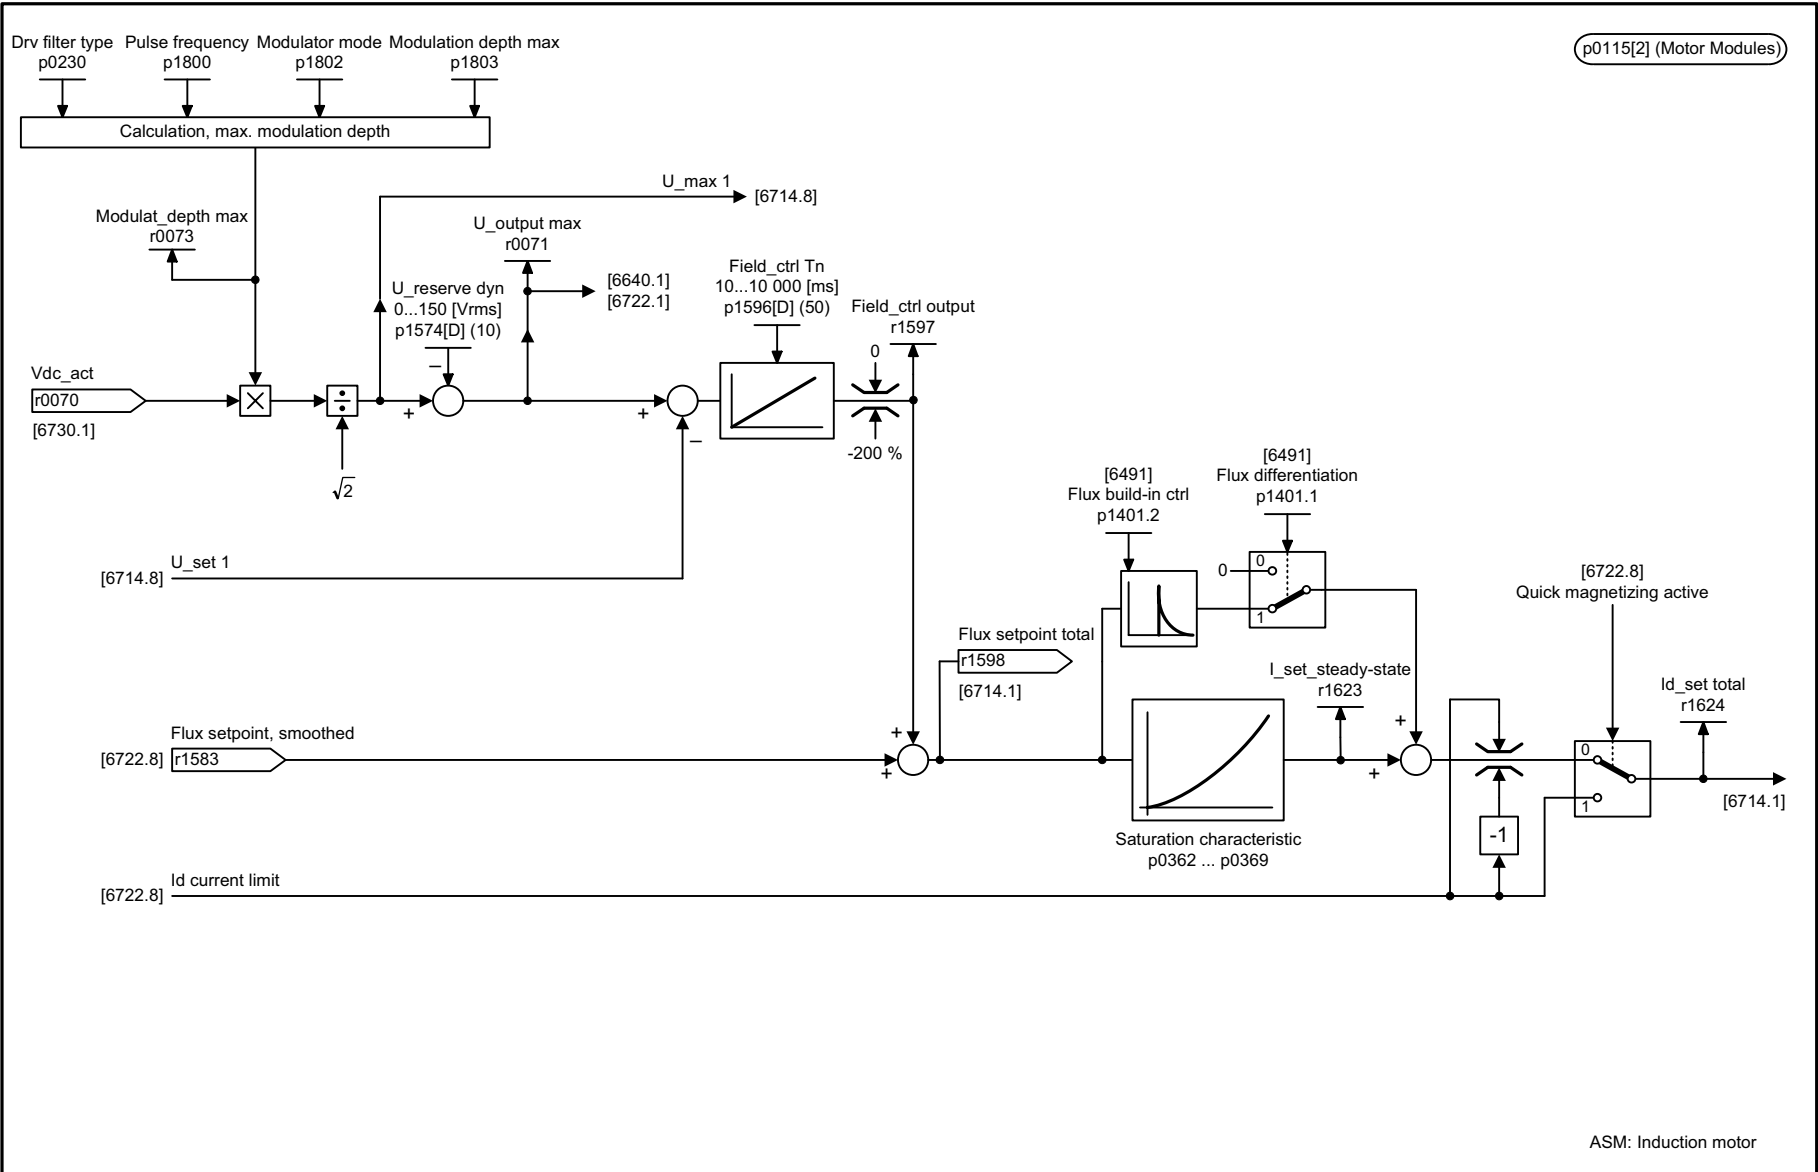 Drv filter type
p0230
Pulse frequency
p1800
Modulator mode
p1802
Modulation depth max
p1803
p0115[2] (Motor Modules)
Calculation, max. modulation depth
U_max 1
[6714.8]
Modulat_depth max
r0073
U_output max
r0071
U_reserve dyn
0...150 [Vrms]
p1574[D] (10)
[6640.1]
[6722.1]
Field_ctrl Tn
10...10 000 [ms]
p1596[D] (50)
Field_ctrl output
r1597
0
-200 %
Vdc_act
r0070
[6730.1]
×
÷
√2
+
–
+
–
[6714.8]
U_set 1
[6491]
Flux build-in ctrl
p1401.2
[6491]
Flux differentiation
p1401.1
0
0
1
[6722.8]
Quick magnetizing active
Flux setpoint total
r1598
[6714.1]
I_set_steady-state
r1623
Id_set total
r1624
Flux setpoint, smoothed
[6722.8]
r1583
+
+
+
+
0
1
[6714.1]
-1
Saturation characteristic
p0362 ... p0369
Id current limit
[6722.8]
ASM: Induction motor